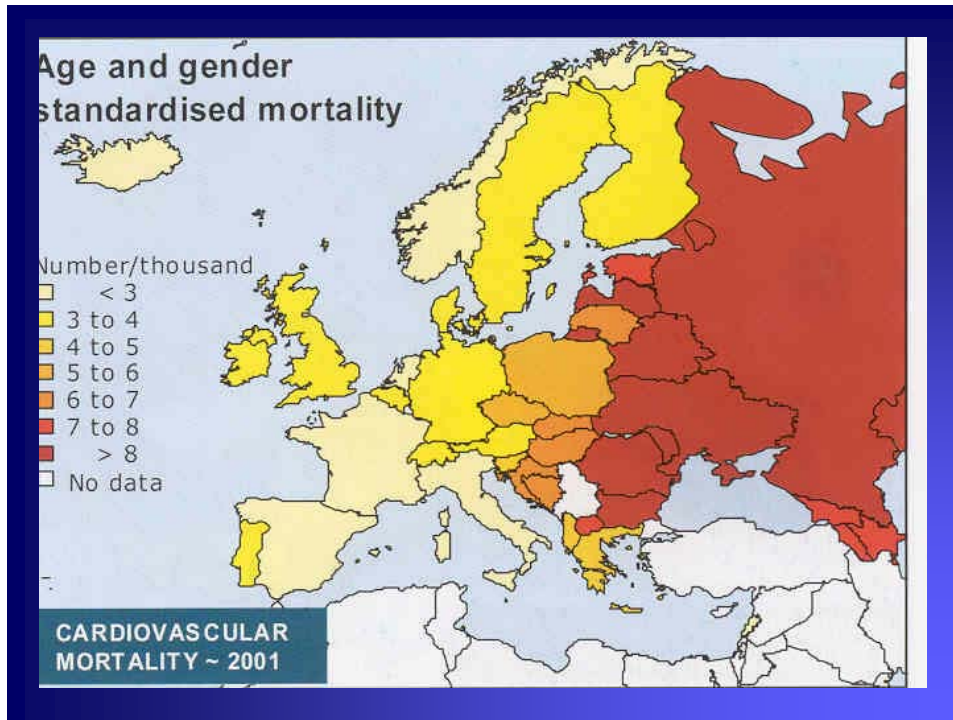 Age and gender
standardised mortality
Number/thousand
< 3
3 to 4
4 to 5
5 to 6
6 to 7
7 to 8
> 8
No data
CARDIOVASCULAR
MORTALITY ~ 2001